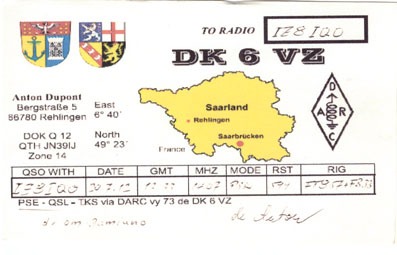 TO RADIO IZ8IQO
DK 6 VZ
Anton Dupont
Bergstraße 5
66780 Rehlingen
East
6° 40´
DOK Q 12
QTH JN39IJ
Zone 14
North
49° 23´
Saarland
Rehlingen
Saarbrücken
France
D
A R
C
QSO WITH DATE GMT MHZ MODE RST RIG
IZ8IQO
PSE - QSL - TKS via DARC vy 73 de DK 6 VZ
de Anton